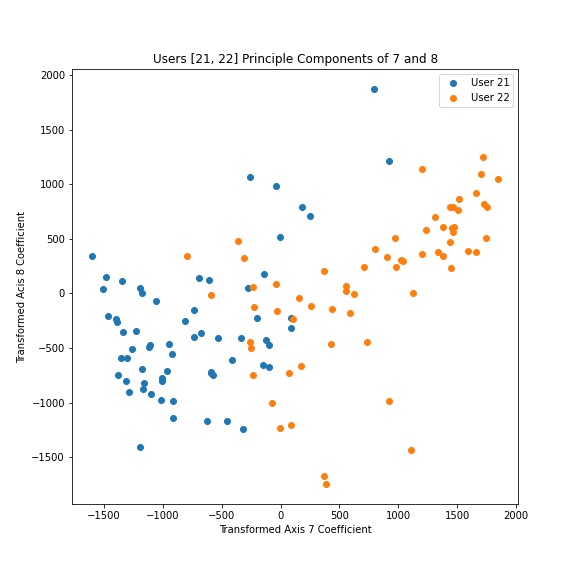 Users [21, 22] Principle Components of 7 and 8
User 21
User 22
Transformed Acis 8 Coefficient
2000
1500
1000
500
0
−500
−1000
−1500
−1500 −1000 −500 0 500 1000 1500 2000
Transformed Axis 7 Coefficient